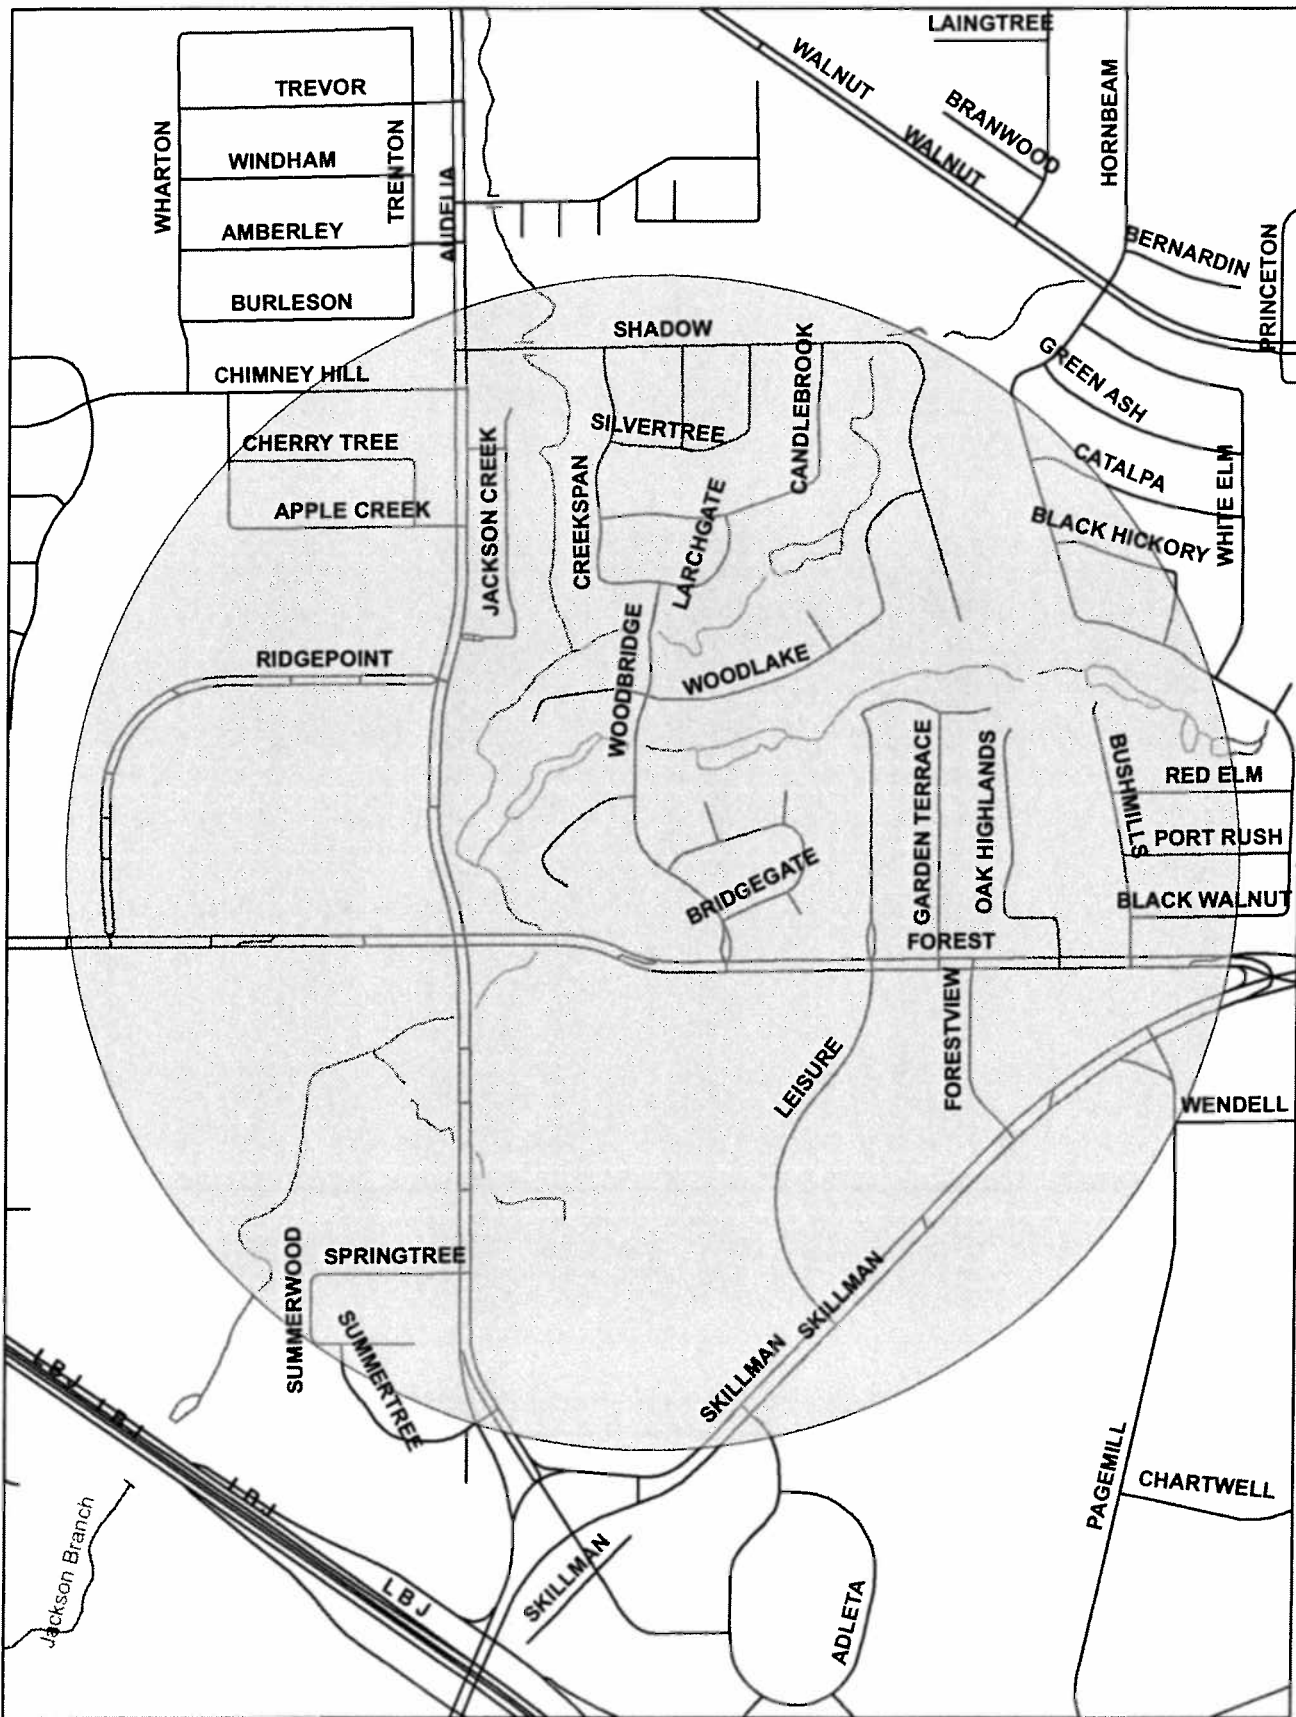 LAINGTREE
WALNUT
HORNBEAM
TREVOR
BRANWOOD
WHARTON
TRENTON
WALNUT
WINDHAM
AUDELIA
AMBERLEY
BERNARDIN
PRINCETON
BURLESON
SHADOW
CANDLEBROOK
GREEN ASH
CHIMNEY HILL
SILVERTREE
CHERRY TREE
CATALPA
WHITE ELM
JACKSON CREEK
CREEKSPAN
LARCHGATE
APPLE CREEK
BLACK HICKORY
WOODBRIDGE
RIDGEPOINT
WOODLAKE
GARDEN TERRACE
OAK HIGHLANDS
BUSHMILLS
RED ELM
PORT RUSH
BRIDGEGATE
BLACK WALNUT
FOREST
FORESTVIEW
LEISURE
WENDELL
SPRINGTREE
SUMMERWOOD
SKILLMAN
SUMMERTREE
SKILLMAN
LBJ
LBJ
LBJ
PAGEMILL
CHARTWELL
Jackson Branch
SKILLMAN
LBJ
ADLETA